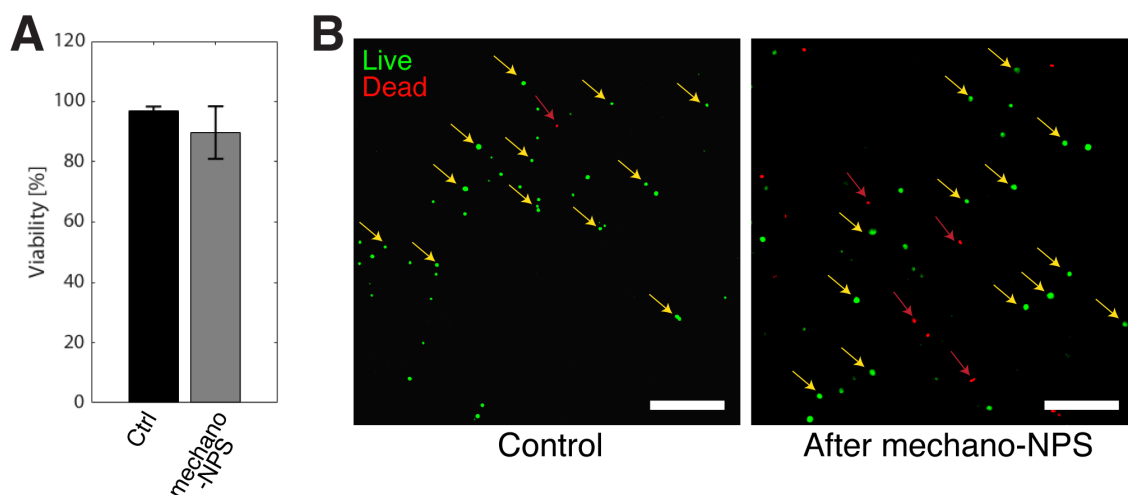 A
120
100
80
60
40
20
0
Viability [%]
Ctrl
mechano
-NPS
B
Live
Dead
Control
After mechano-NPS